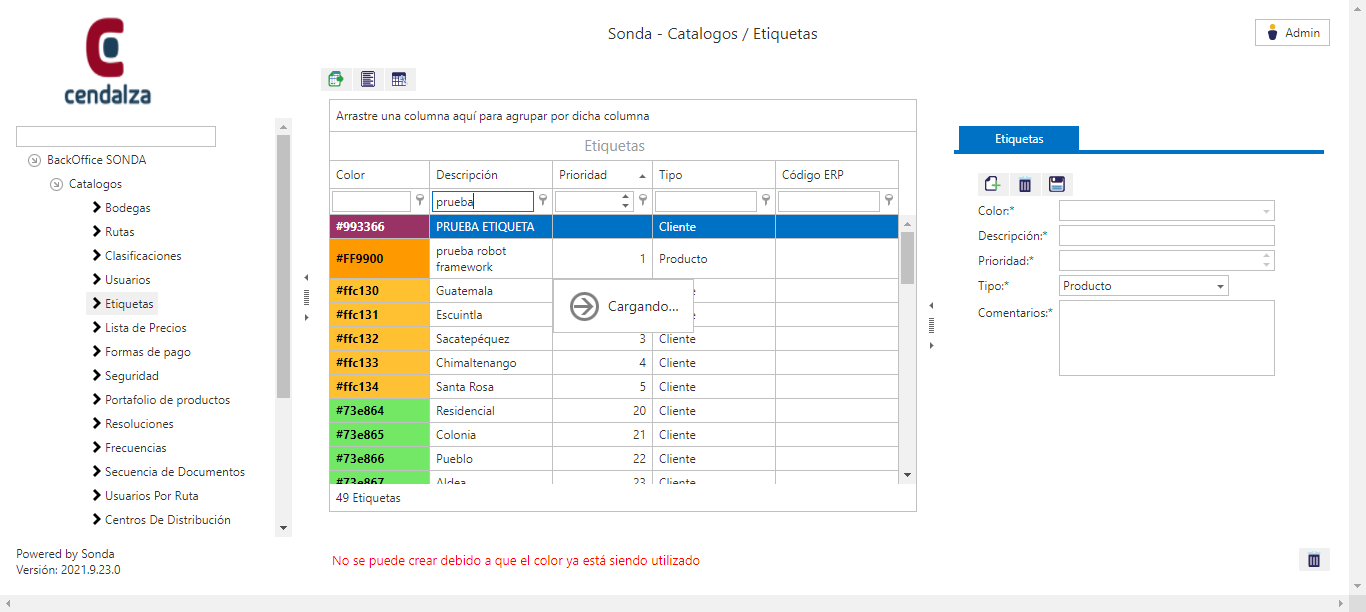 cendalza
Sonda - Catalogos / Etiquetas
Admin
BackOffice SONDA
Catalogos
Bodegas
Rutas
Clasificaciones
Usuarios
Etiquetas
Lista de Precios
Formas de pago
Seguridad
Portafolio de productos
Resoluciones
Frecuencias
Secuencia de Documentos
Usuarios Por Ruta
Centros De Distribución
Powered by Sonda
Versión: 2021.9.23.0
Arrastre una columna aquí para agrupar por dicha columna
Etiquetas
Color Descripción Prioridad Tipo Código ERP
prueba
#993366 PRUEBA ETIQUETA Cliente
#FF9900 prueba robot framework 1 Producto
#ffc130 Guatemala
#ffc131 Escuintla
Cargando...
#ffc132 Sacatepéquez 3 Cliente
#ffc133 Chimaltenango 4 Cliente
#ffc134 Santa Rosa 5 Cliente
#73e864 Residencial 20 Cliente
#73e865 Colonia 21 Cliente
#73e866 Pueblo 22 Cliente
#73e867 Aldea 23 Cliente
49 Etiquetas
No se puede crear debido a que el color ya está siendo utilizado
Etiquetas
Color:*
Descripción:*
Prioridad:*
Tipo:* Producto
Comentarios:*